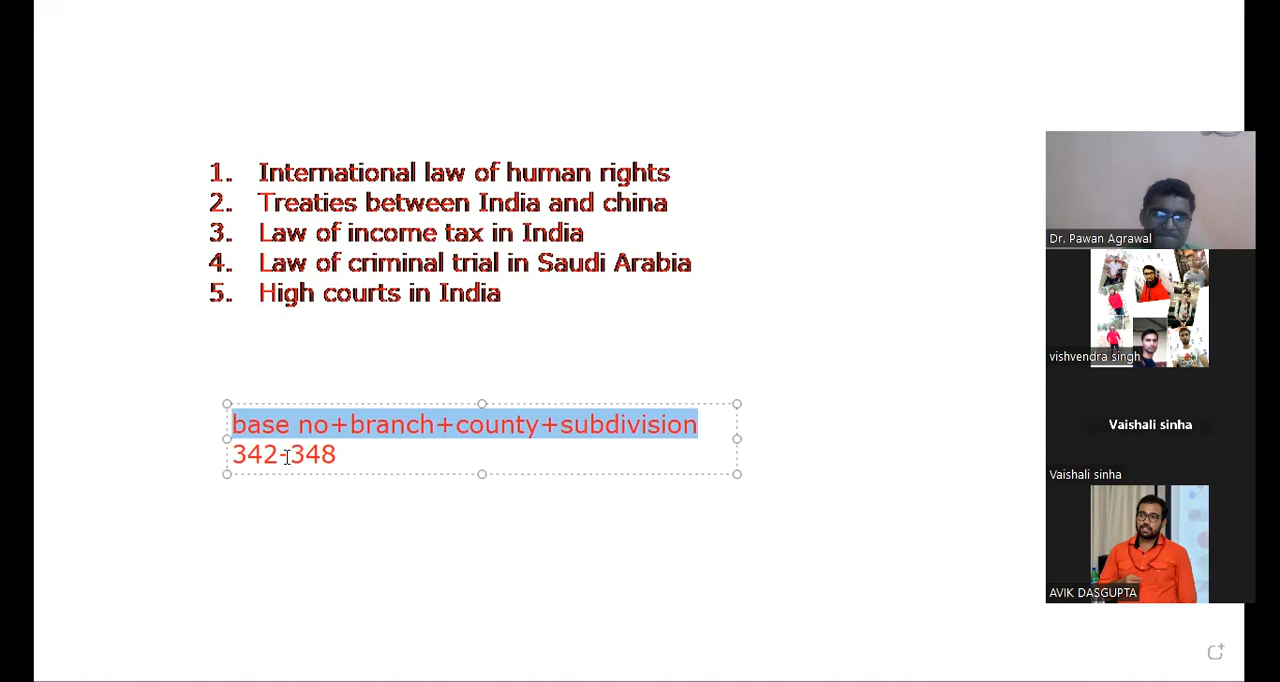 1. International law of human rights
2. Treaties between India and china
3. Law of income tax in India
4. Law of criminal trial in Saudi Arabia
5. High courts in India
base no+branch+county+subdivision
342-348
Dr. Pawan Agrawal
vishvendra singh
Vaishali sinha
Vaishali sinha
AVIK DASGUPTA